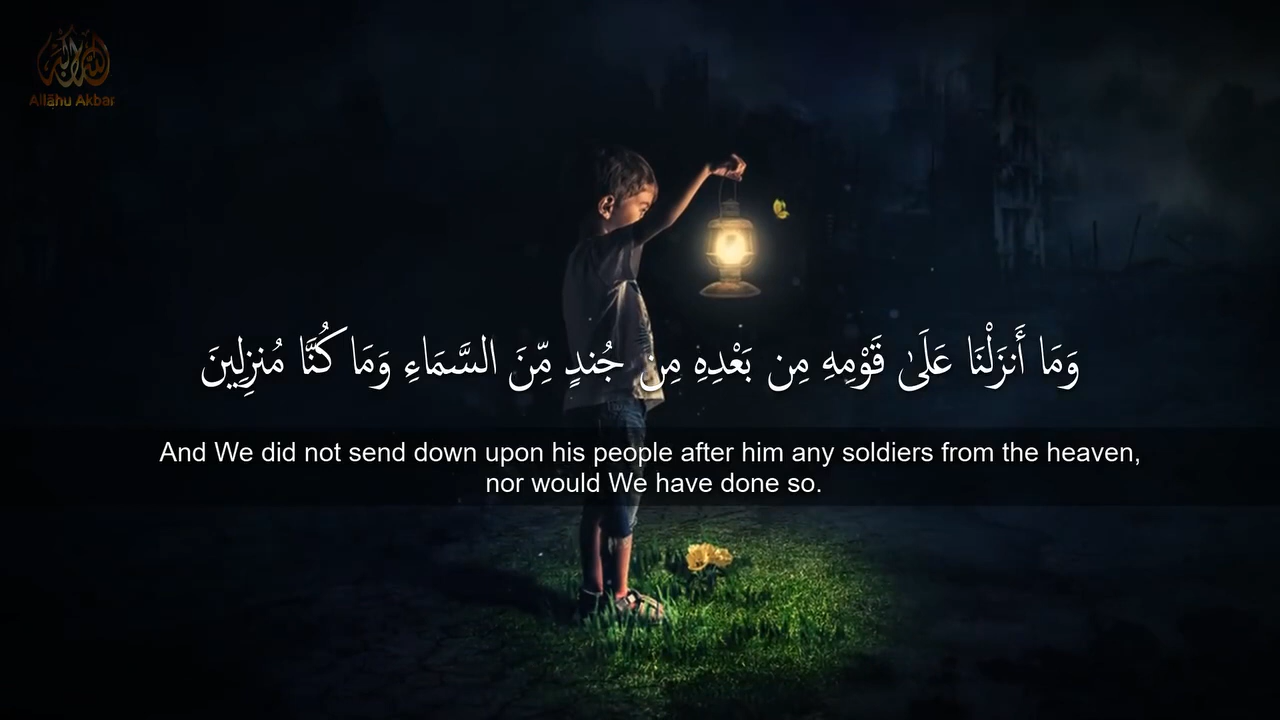 Allāhu Akbar
وَمَا أَنزَلْنَا عَلَىٰ قَوْمِهِ مِن بَعْدِهِ مِن جُندٍ مِّنَ السَّمَاءِ وَمَا كُنَّا مُنزِلِينَ
And We did not send down upon his people after him any soldiers from the heaven,
nor would We have done so.